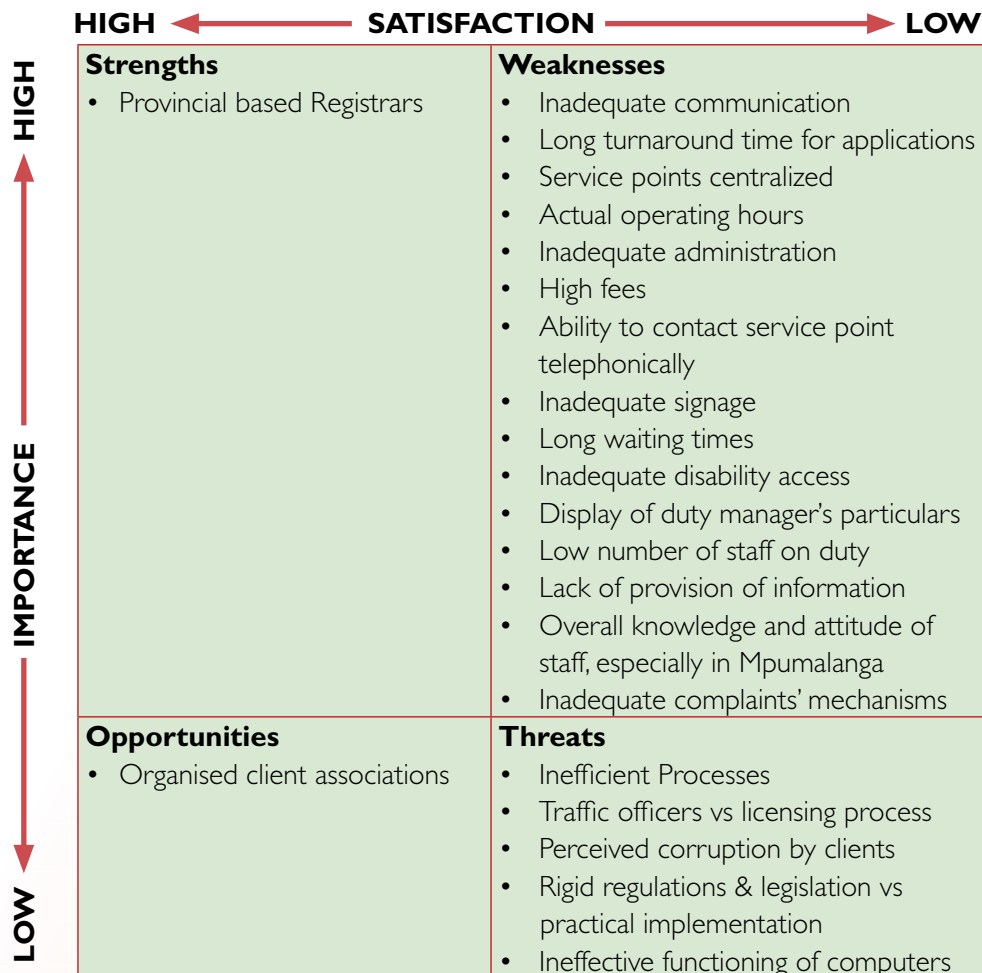 HIGH SATISFACTION LOW
HIGH
IMPORTANCE
LOW
Strengths
• Provincial based Registrars
Weaknesses
• Inadequate communication
• Long turnaround time for applications
• Service points centralized
• Actual operating hours
• Inadequate administration
• High fees
• Ability to contact service point
telephonically
• Inadequate signage
• Long waiting times
• Inadequate disability access
• Display of duty manager’s particulars
• Low number of staff on duty
• Lack of provision of information
• Overall knowledge and attitude of
staff, especially in Mpumalanga
• Inadequate complaints’ mechanisms
Opportunities
• Organised client associations
Threats
• Inefficient Processes
• Traffic officers vs licensing process
• Perceived corruption by clients
• Rigid regulations & legislation vs
practical implementation
• Ineffective functioning of computers